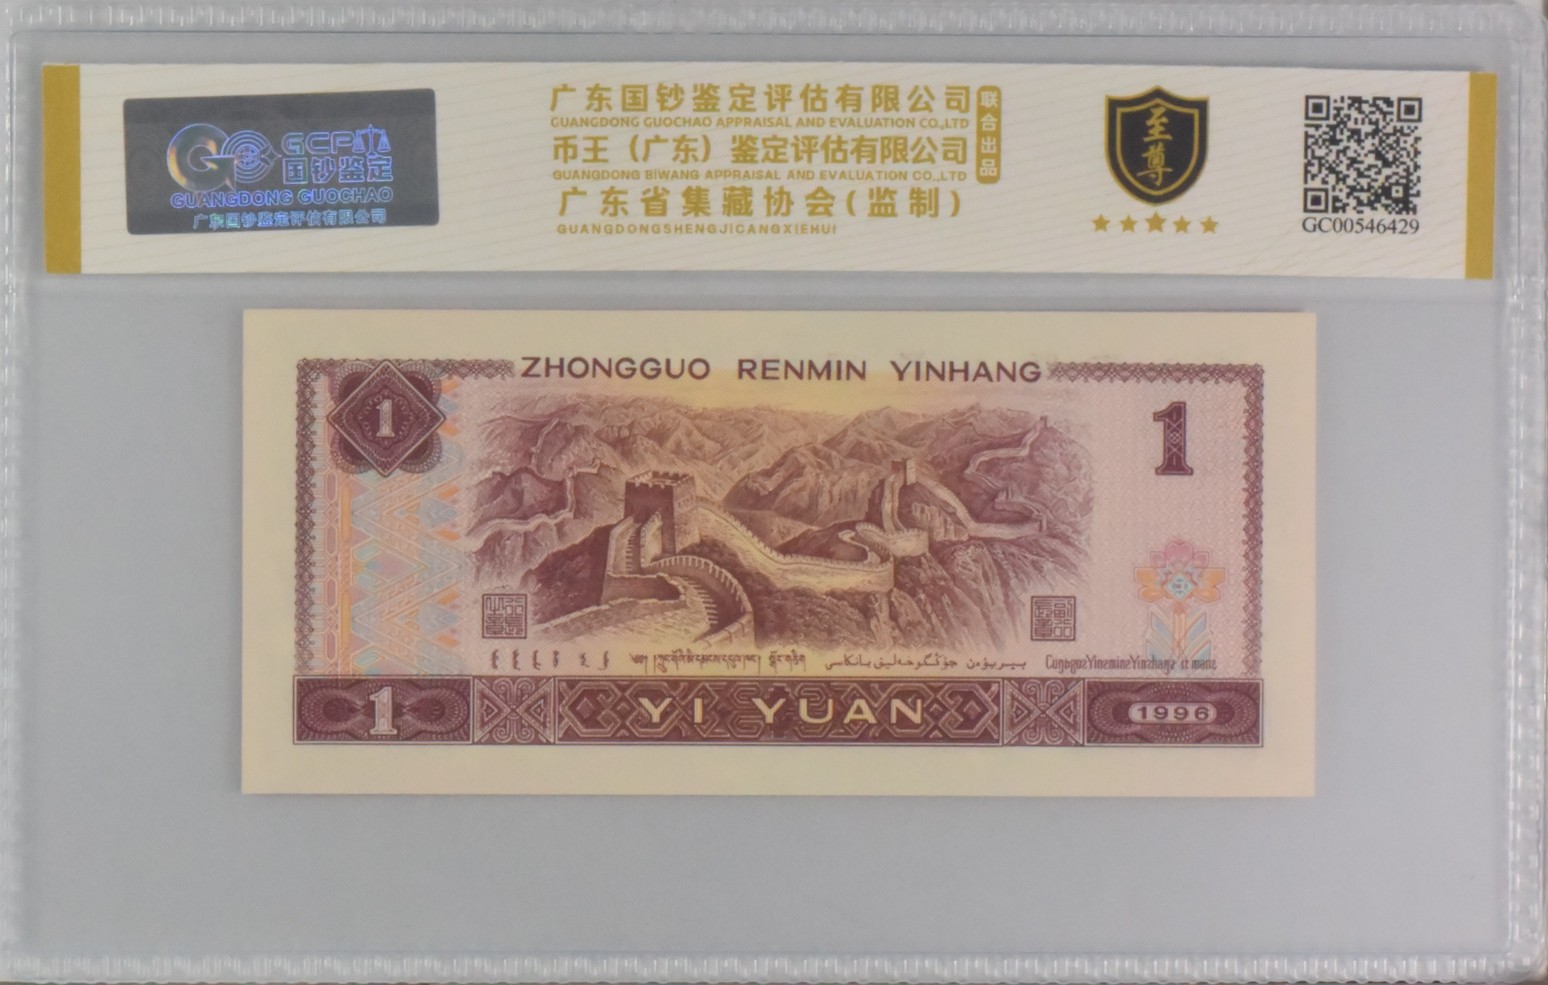 GCP
国钞鉴定
GUANGDONG GUOCHAO
广东国钞鉴定评估有限公司
广东国钞鉴定评估有限公司
GUANGDONG GUOCHAO APPRAISAL AND EVALUATION CO.,LTD
币王（广东）鉴定评估有限公司
GUANGDONG BIWANG APPRAISAL AND EVALUATION CO.,LTD
广东省集藏协会(监制)
GUANGDONGSHENGJICANGXIEHUI
联合出品
至尊
GC00546429
ZHONGGUO RENMIN YINHANG
1
1
1
YI YUAN
1996